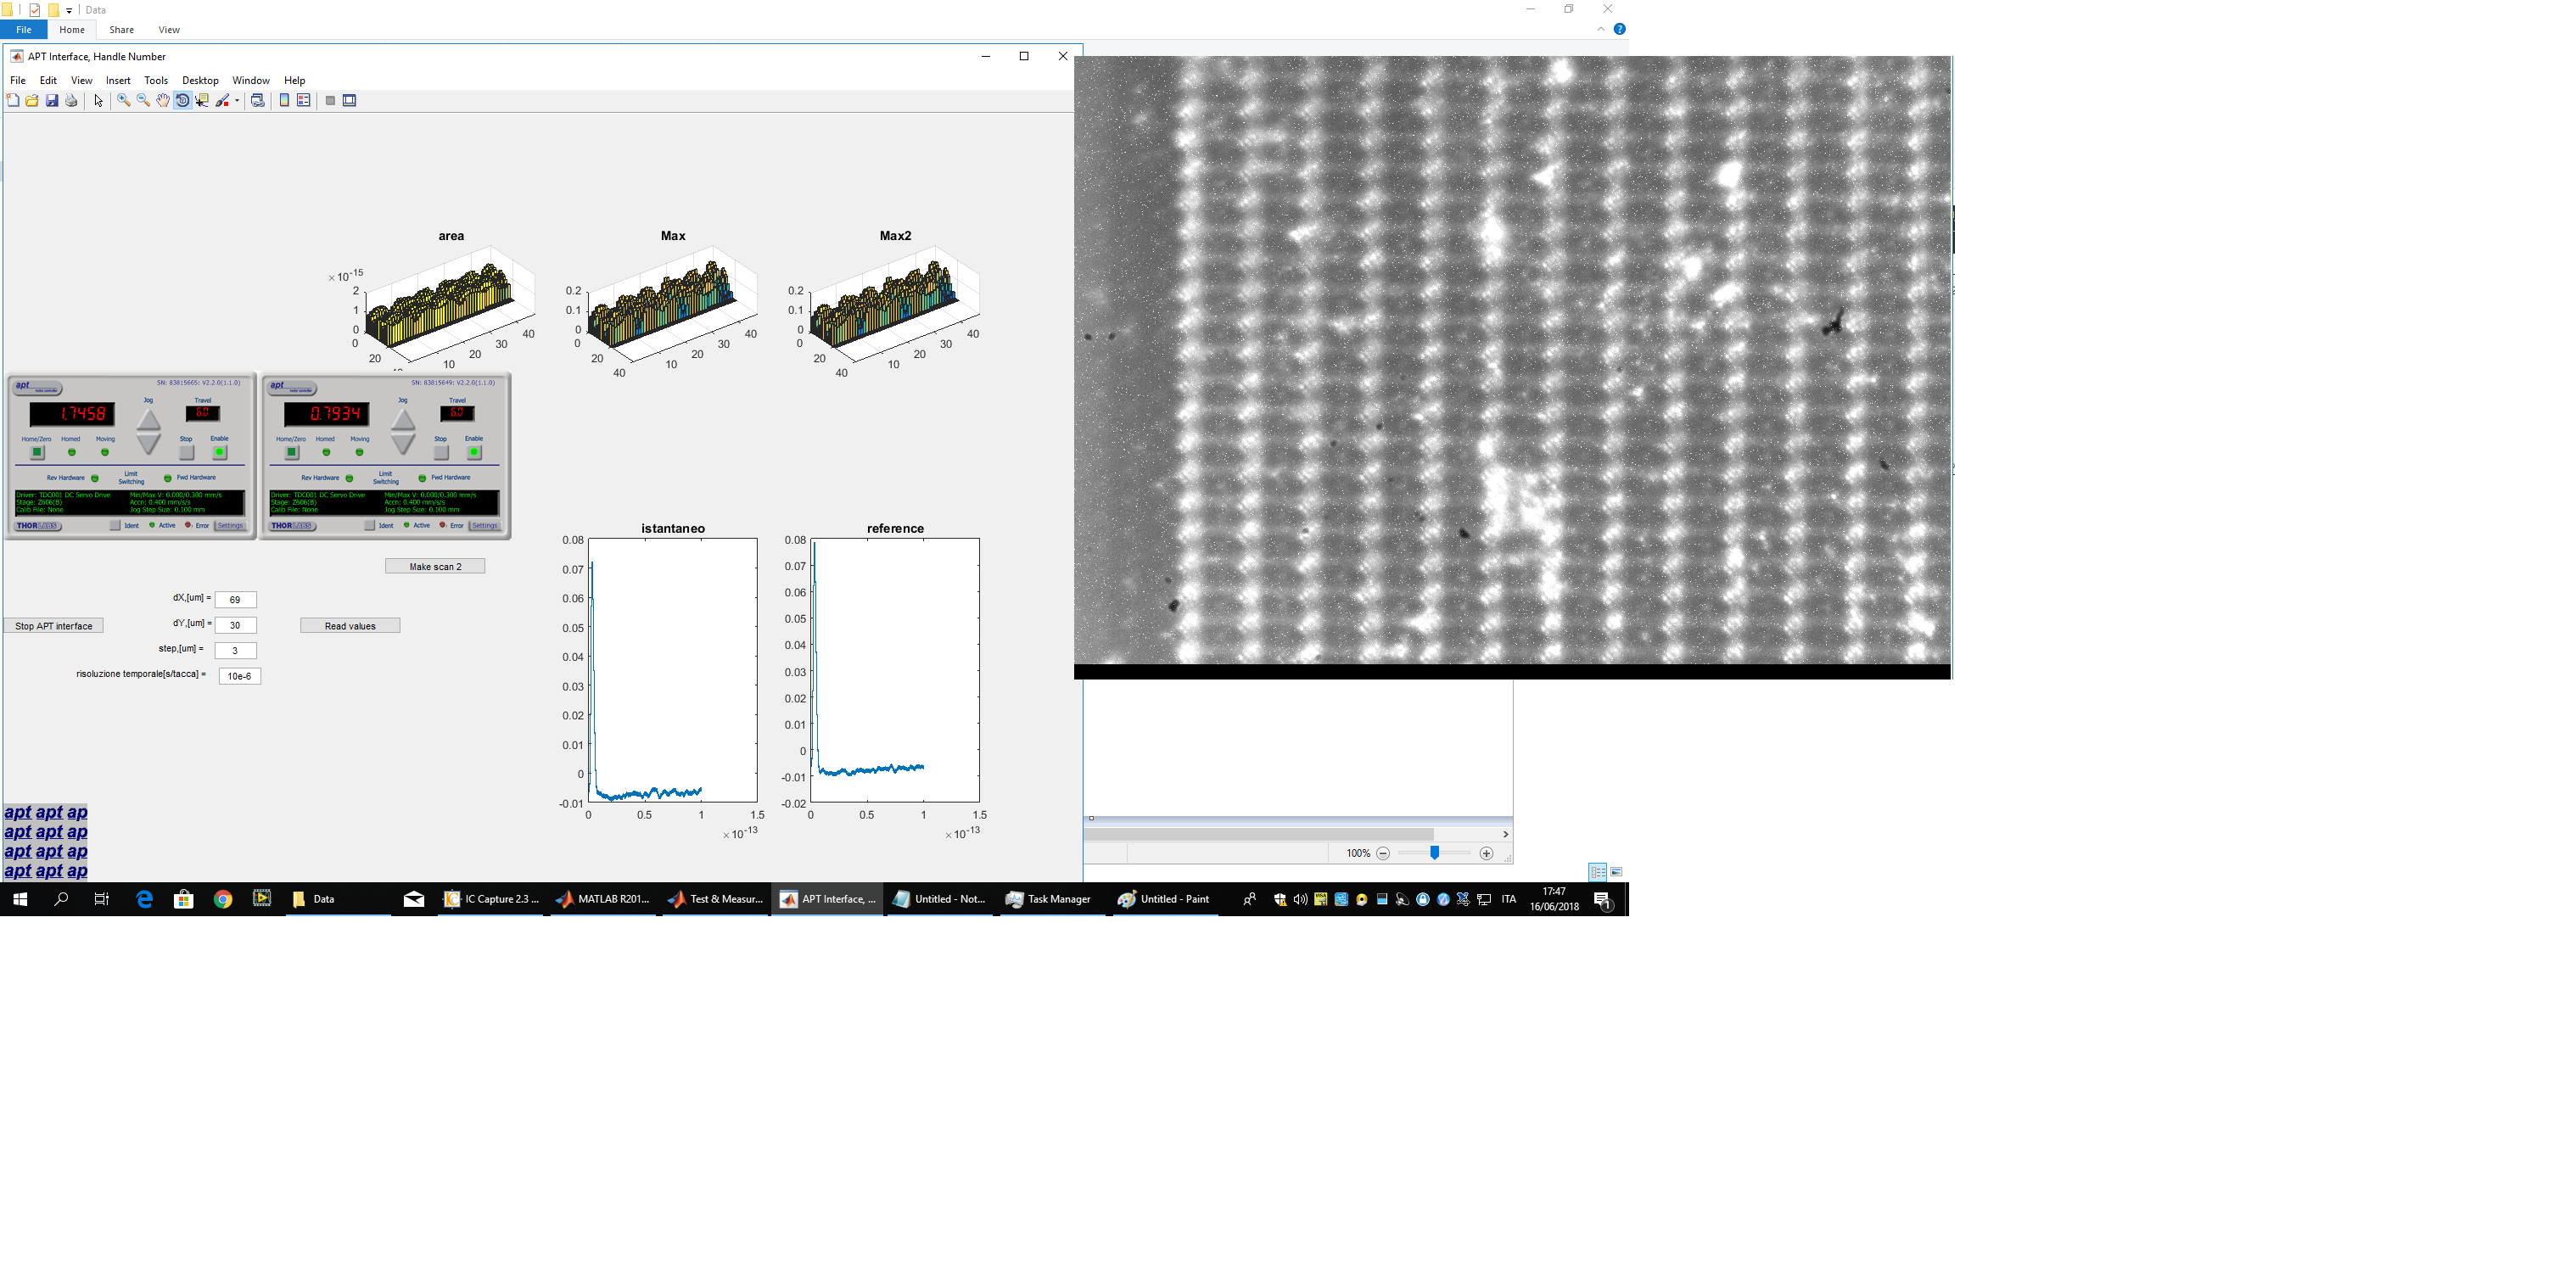 Data
File Home Share View
APT Interface, Handle Number
File Edit View Insert Tools Desktop Window Help
area Max Max2
× 10-15
2
1
0
0
20
10
20
30
40
0.2
0.1
0
20
40
10
20
30
40
0.2
0.1
0
0
20
40
10
20
30
40
apt SN: 83815665: V2.2.0(1.1.0)
1.7458
Jog Travel
6.0
Home/Zero Homed Moving Stop Enable
Rev Hardware Limit Switching Fwd Hardware
Driver: TDC001 DC Servo Drive Min/Max V: 0.000/0.300 mm/s
Stage: Z606(B) Accn: 0.400 mm/s/s
Calib File: None Jog Step Size: 0.100 mm
THORLABS Ident Active Error Settings
apt SN: 83815649: V2.2.0(1.1.0)
0.7934
Jog Travel
6.0
Home/Zero Homed Moving Stop Enable
Rev Hardware Limit Switching Fwd Hardware
Driver: TDC001 DC Servo Drive Min/Max V: 0.000/0.300 mm/s
Stage: Z606(B) Accn: 0.400 mm/s/s
Calib File: None Jog Step Size: 0.100 mm
THORLABS Ident Active Error Settings
Make scan 2
dX,[um] = 69
Stop APT interface dY,[um] = 30 Read values
step,[um] = 3
risoluzione temporale[s/tacca] = 10e-6
istantaneo
0.08
0.07
0.06
0.05
0.04
0.03
0.02
0.01
0
-0.01
0 0.5 1 1.5
× 10-13
reference
0.08
0.07
0.06
0.05
0.04
0.03
0.02
0.01
0
-0.01
-0.02
0 0.5 1 1.5
× 10-13
apt apt ap
apt apt ap
apt apt ap
apt apt ap
100%
Data IC Capture 2.3 ... MATLAB R201... Test & Measur... APT Interface, ... Untitled - Not... Task Manager Untitled - Paint ITA 17:47
16/06/2018
1